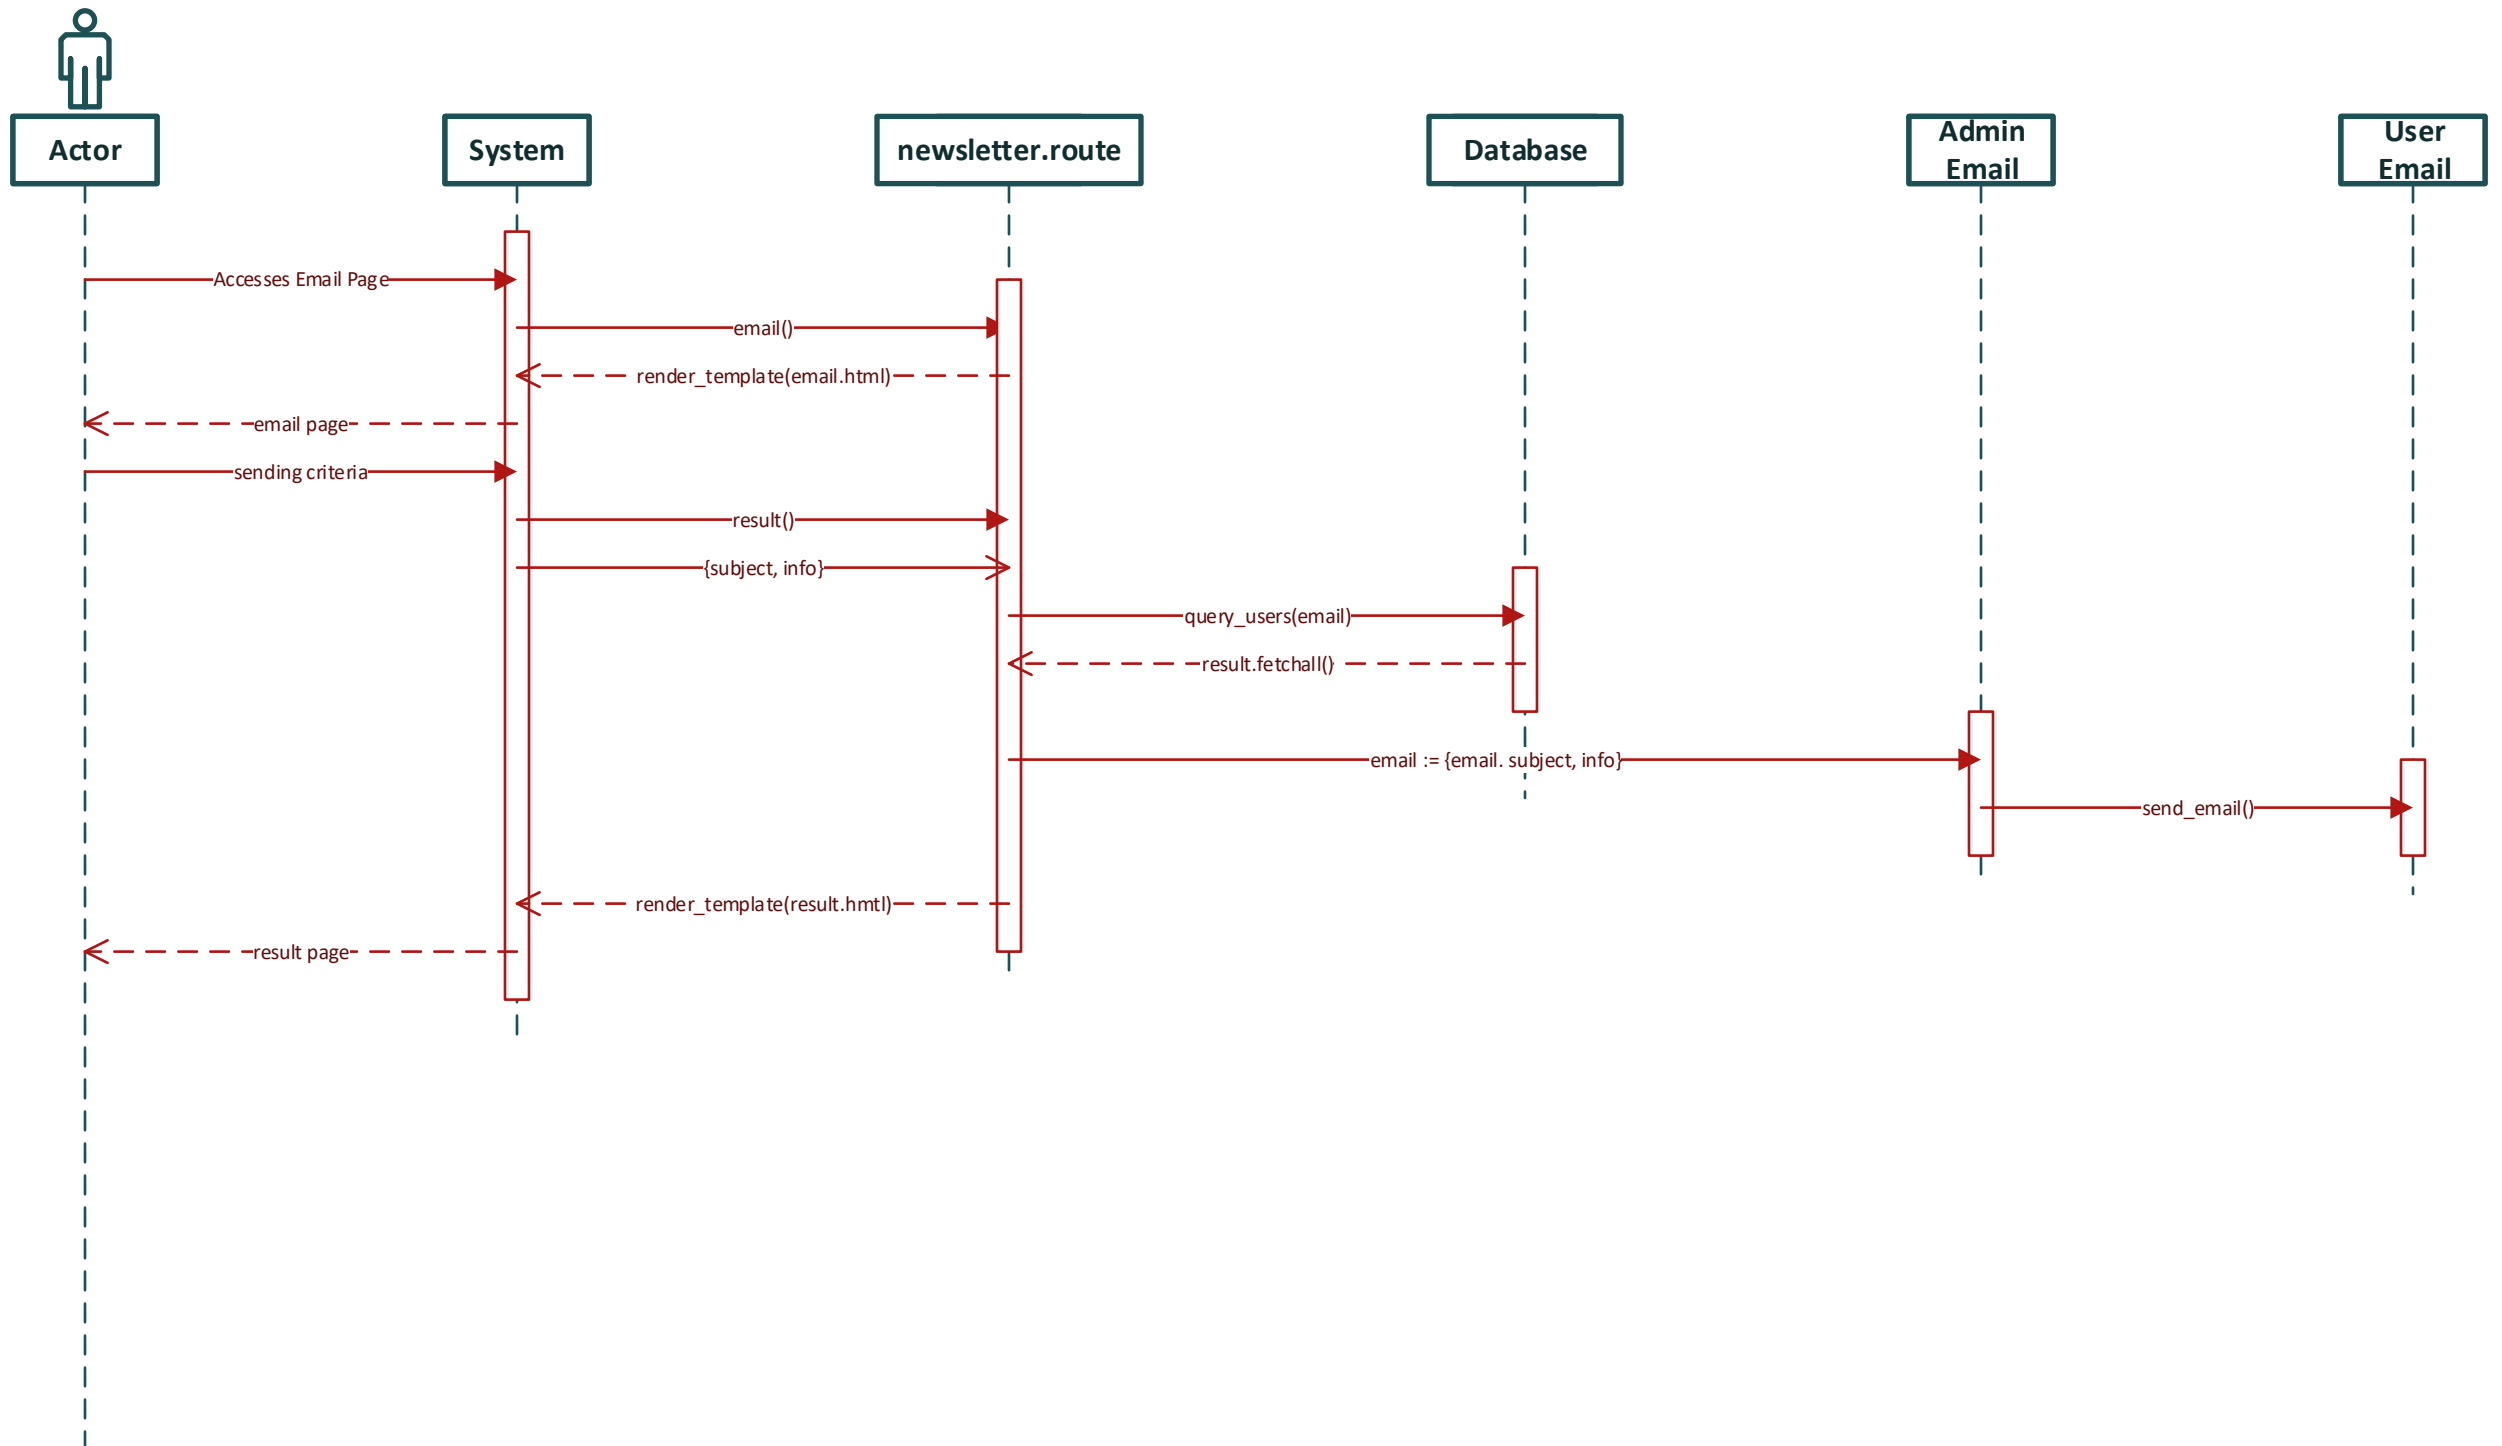 Actor
System
newsletter.route
Database
Admin
Email
User
Email
Accesses Email Page
email()
render_template(email.html)
email page
sending criteria
result()
{subject, info}
query_users(email)
result.fetchall()
email := {email. subject, info}
send_email()
render_template(result.hmtl)
result page